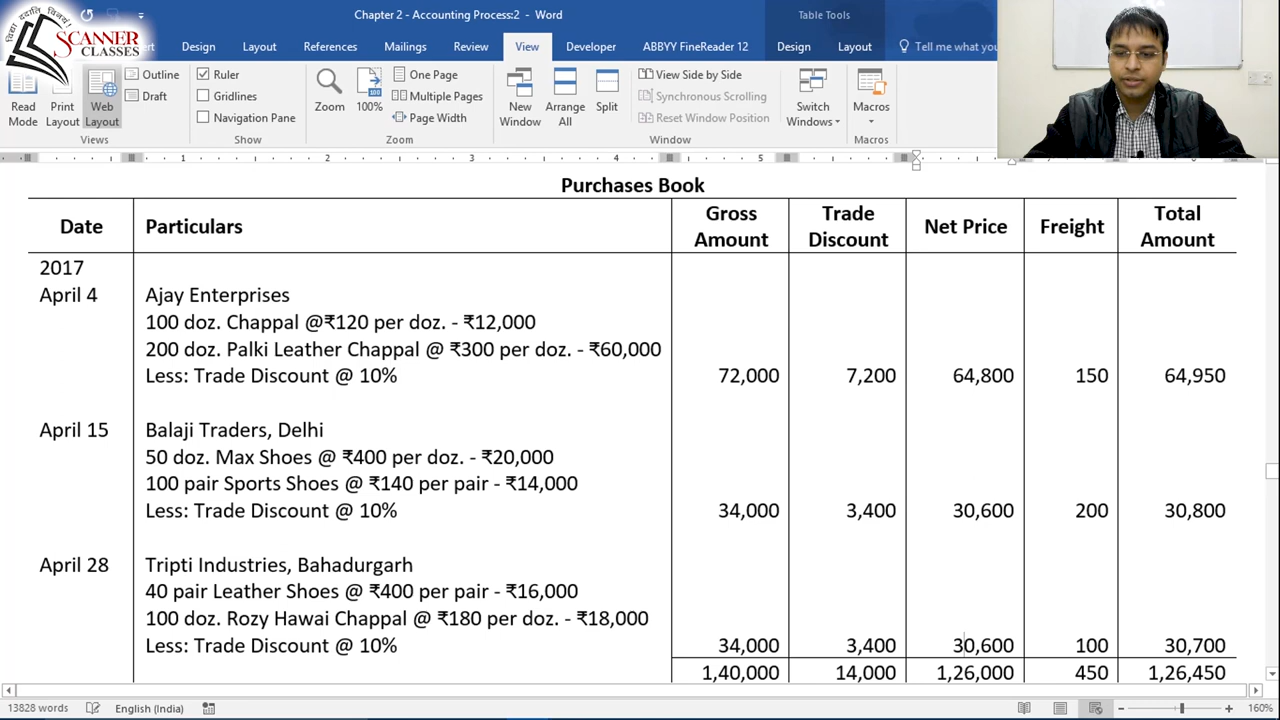 विद्या ददाति विनयं
SCANNER
CLASSES
Chapter 2 - Accounting Process:2 - Word
Table Tools
Design Layout References Mailings Review View Developer ABBYY FineReader 12 Design Layout Tell me what you
Read Mode
Print Layout
Web Layout
Outline
Draft
Views
Ruler
Gridlines
Navigation Pane
Show
Zoom
100%
One Page
Multiple Pages
Page Width
Zoom
New Window
Arrange All
Split
View Side by Side
Synchronous Scrolling
Reset Window Position
Window
Switch Windows
Macros
Macros
1 2 3 4 5 6
Purchases Book
Date Particulars Gross Amount Trade Discount Net Price Freight Total Amount
2017
April 4 Ajay Enterprises
100 doz. Chappal @₹120 per doz. - ₹12,000
200 doz. Palki Leather Chappal @ ₹300 per doz. - ₹60,000
Less: Trade Discount @ 10% 72,000 7,200 64,800 150 64,950
April 15 Balaji Traders, Delhi
50 doz. Max Shoes @ ₹400 per doz. - ₹20,000
100 pair Sports Shoes @ ₹140 per pair - ₹14,000
Less: Trade Discount @ 10% 34,000 3,400 30,600 200 30,800
April 28 Tripti Industries, Bahadurgarh
40 pair Leather Shoes @ ₹400 per pair - ₹16,000
100 doz. Rozy Hawai Chappal @ ₹180 per doz. - ₹18,000
Less: Trade Discount @ 10% 34,000 3,400 30,600 100 30,700
1,40,000 14,000 1,26,000 450 1,26,450
13828 words English (India) 160%